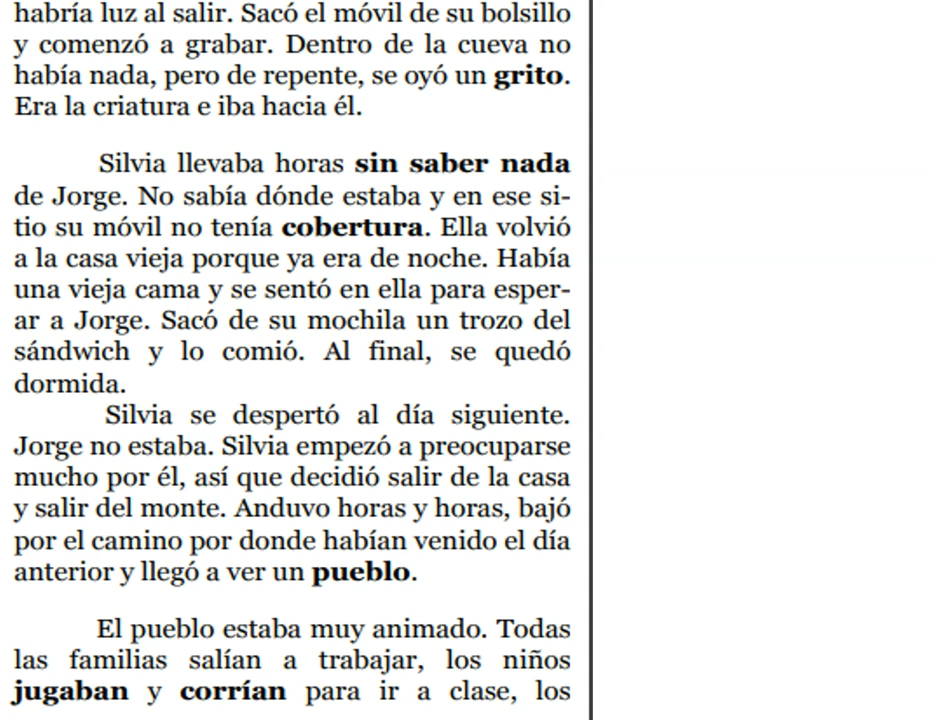 habría luz al salir. Sacó el móvil de su bolsillo
y comenzó a grabar. Dentro de la cueva no
había nada, pero de repente, se oyó un grito.
Era la criatura e iba hacia él.
Silvia llevaba horas sin saber nada
de Jorge. No sabía dónde estaba y en ese si-
tio su móvil no tenía cobertura. Ella volvió
a la casa vieja porque ya era de noche. Había
una vieja cama y se sentó en ella para esper-
ar a Jorge. Sacó de su mochila un trozo del
sándwich y lo comió. Al final, se quedó
dormida.
Silvia se despertó al día siguiente.
Jorge no estaba. Silvia empezó a preocuparse
mucho por él, así que decidió salir de la casa
y salir del monte. Anduvo horas y horas, bajó
por el camino por donde habían venido el día
anterior y llegó a ver un pueblo.
El pueblo estaba muy animado. Todas
las familias salían a trabajar, los niños
jugaban y corrían para ir a clase, los